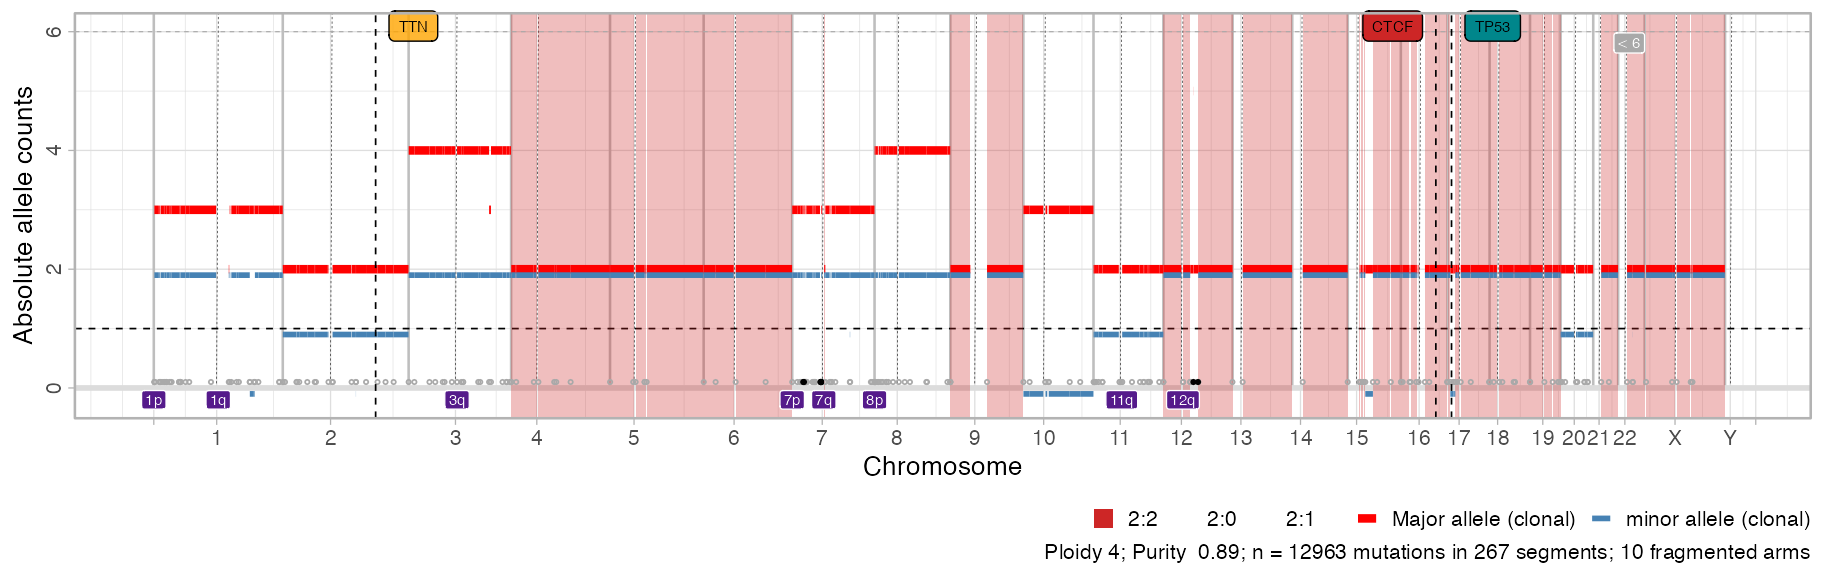 TTN CTCF TP53
< 6
Absolute allele counts
6
4
2
0
1p 1q 3q 7p 7q 8p 11q 12q
1 2 3 4 5 6 7 8 9 10 11 12 13 14 15 16 17 18 19 20 21 22 X Y
Chromosome
2:2 2:0 2:1 Major allele (clonal) minor allele (clonal)
Ploidy 4; Purity 0.89; n = 12963 mutations in 267 segments; 10 fragmented arms